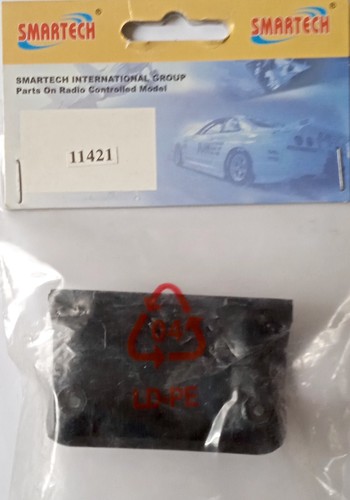 SMARTECH
SMARTECH
SMARTECH INTERNATIONAL GROUP
Parts On Radio Controlled Model
11421
04
LD-PE